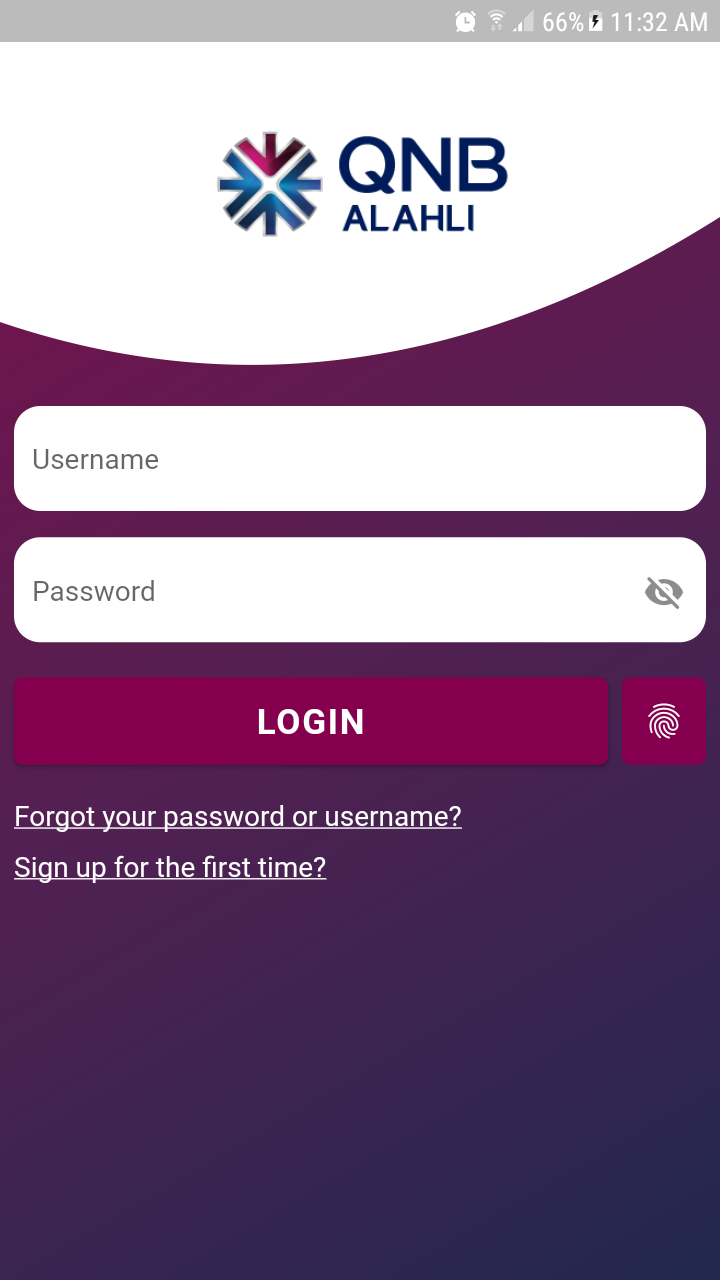 66% 11:32 AM
QNB
ALAHLI
Username
Password
LOGIN
Forgot your password or username?
Sign up for the first time?